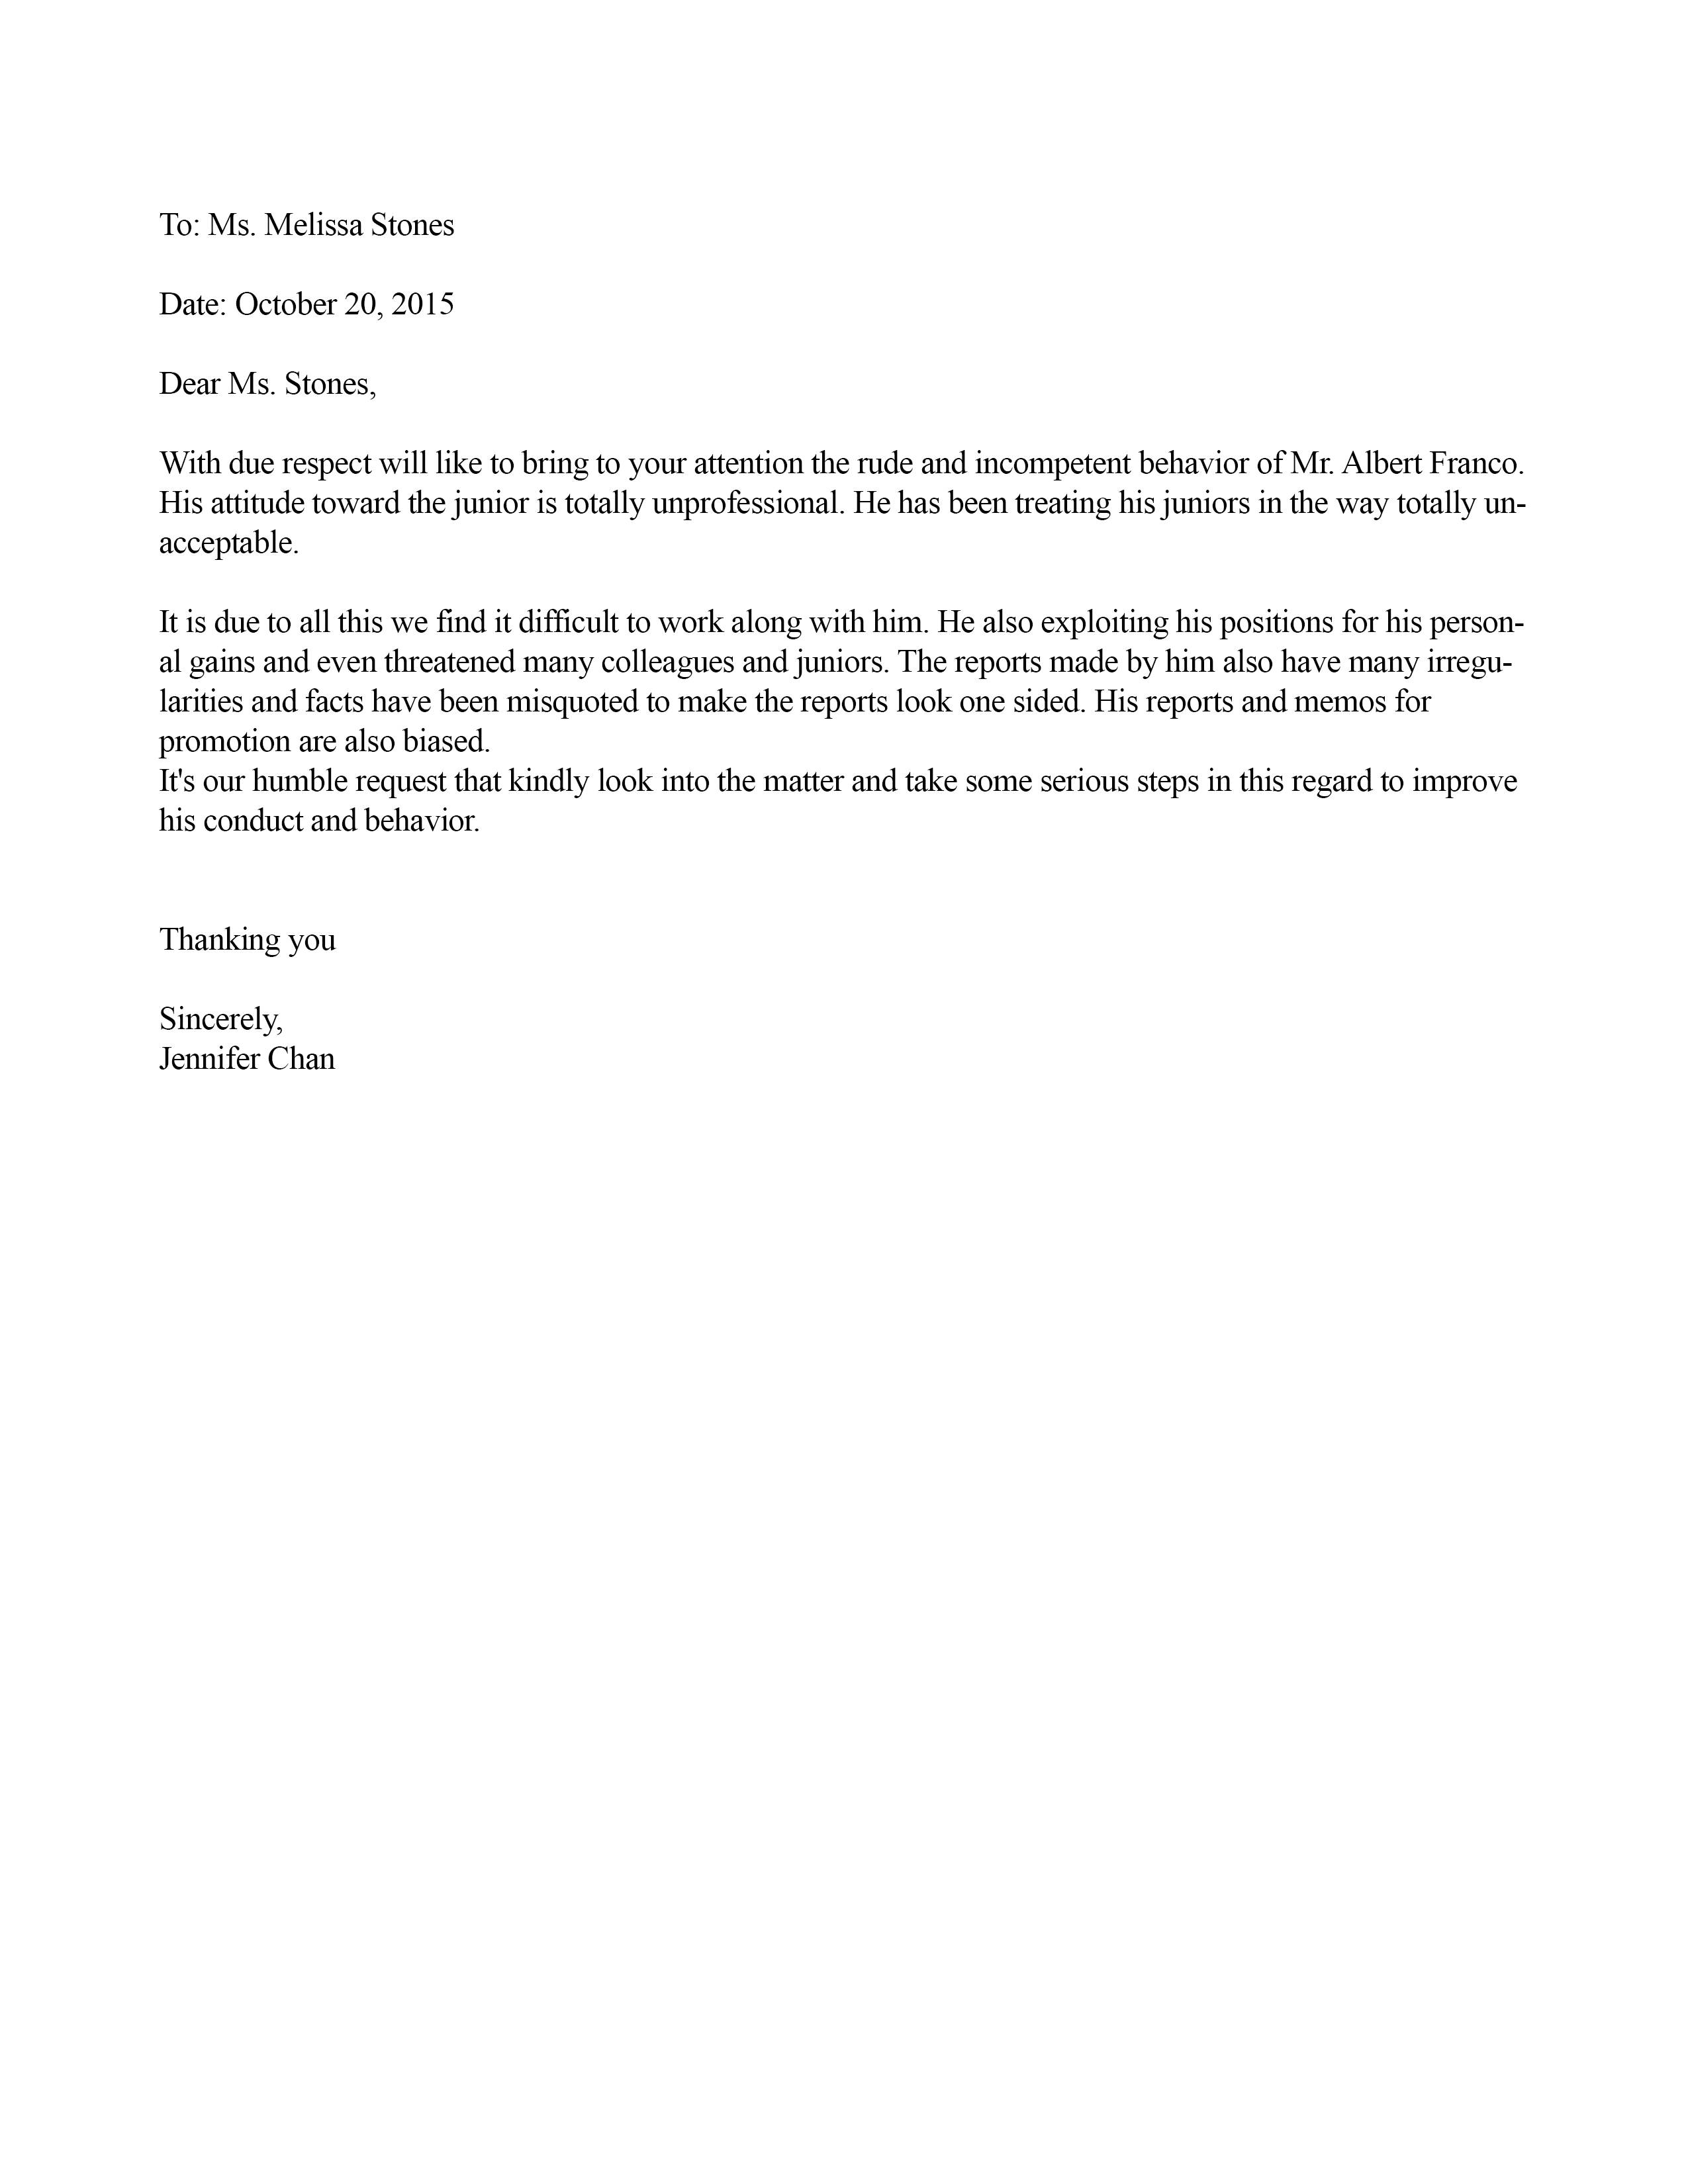 To: Ms. Melissa Stones
Date: October 20, 2015
Dear Ms. Stones,
With due respect will like to bring to your attention the rude and incompetent behavior of Mr. Albert Franco.
His attitude toward the junior is totally unprofessional. He has been treating his juniors in the way totally un-
acceptable.
It is due to all this we find it difficult to work along with him. He also exploiting his positions for his person-
al gains and even threatened many colleagues and juniors. The reports made by him also have many irregu-
larities and facts have been misquoted to make the reports look one sided. His reports and memos for
promotion are also biased.
It's our humble request that kindly look into the matter and take some serious steps in this regard to improve
his conduct and behavior.
Thanking you
Sincerely,
Jennifer Chan